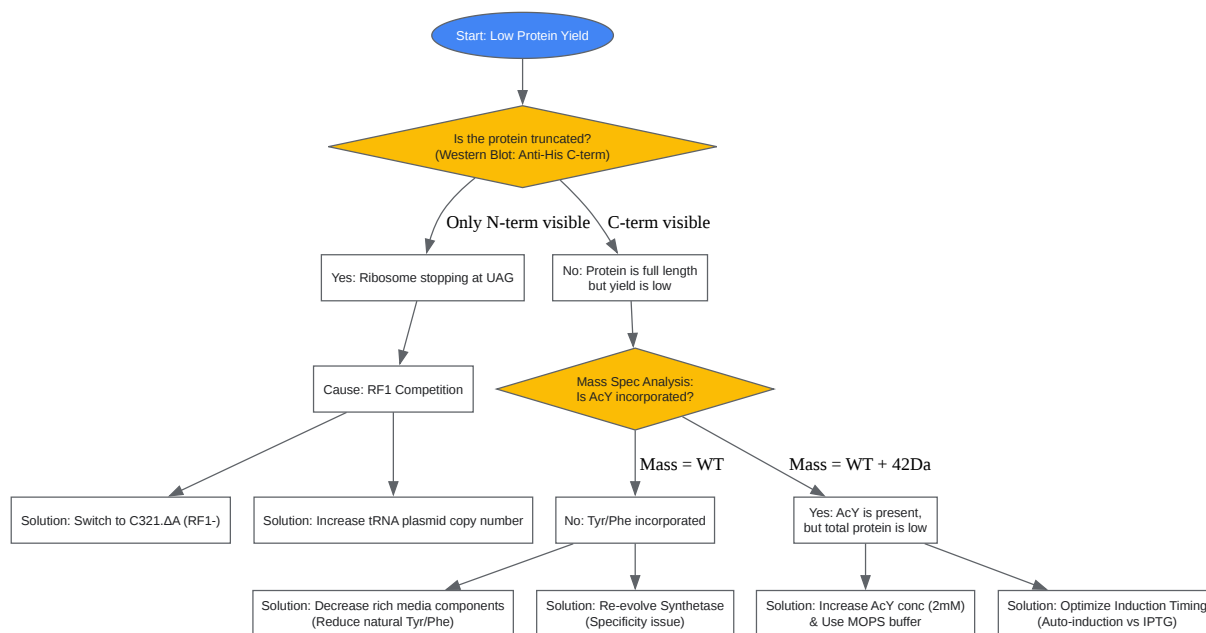 Start: Low Protein Yield
Is the protein truncated?
(Western Blot: Anti-His C-term)
Only N-term visible
C-term visible
Yes: Ribosome stopping at UAG
No: Protein is full length
but yield is low
Cause: RF1 Competition
Mass Spec Analysis:
Is AcY incorporated?
Mass = WT
Mass = WT + 42Da
Solution: Switch to C321.ΔA (RF1-)
Solution: Increase tRNA plasmid copy number
No: Tyr/Phe incorporated
Yes: AcY is present,
but total protein is low
Solution: Decrease rich media components
(Reduce natural Tyr/Phe)
Solution: Re-evolve Synthetase
(Specificity issue)
Solution: Increase AcY conc (2mM)
& Use MOPS buffer
Solution: Optimize Induction Timing
(Auto-induction vs IPTG)